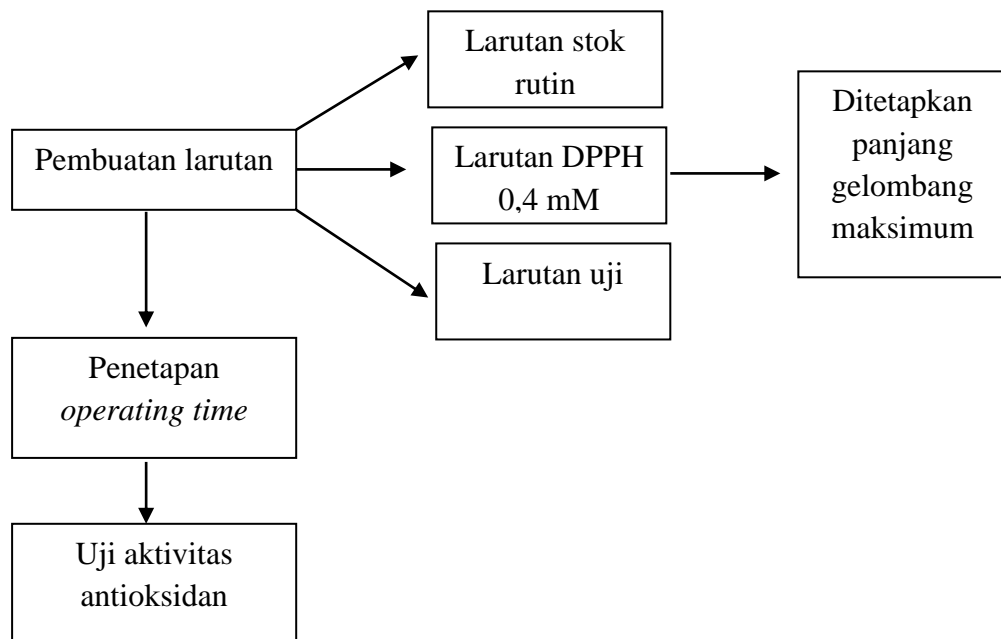 Pembuatan larutan
Larutan stok
rutin
Larutan DPPH
0,4 mM
Larutan uji
Ditetapkan
panjang
gelombang
maksimum
Penetapan
operating time
Uji aktivitas
antioksidan